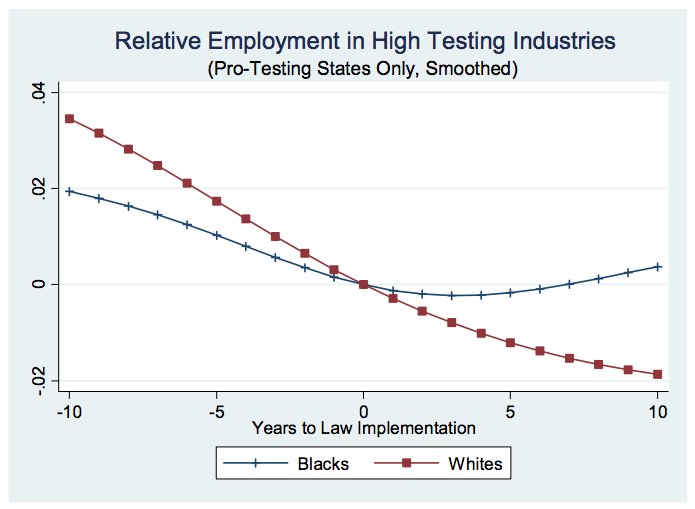 Relative Employment in High Testing Industries
(Pro-Testing States Only, Smoothed)
.04
.02
0
-.02
-10 -5 0 5 10
Years to Law Implementation
Blacks Whites